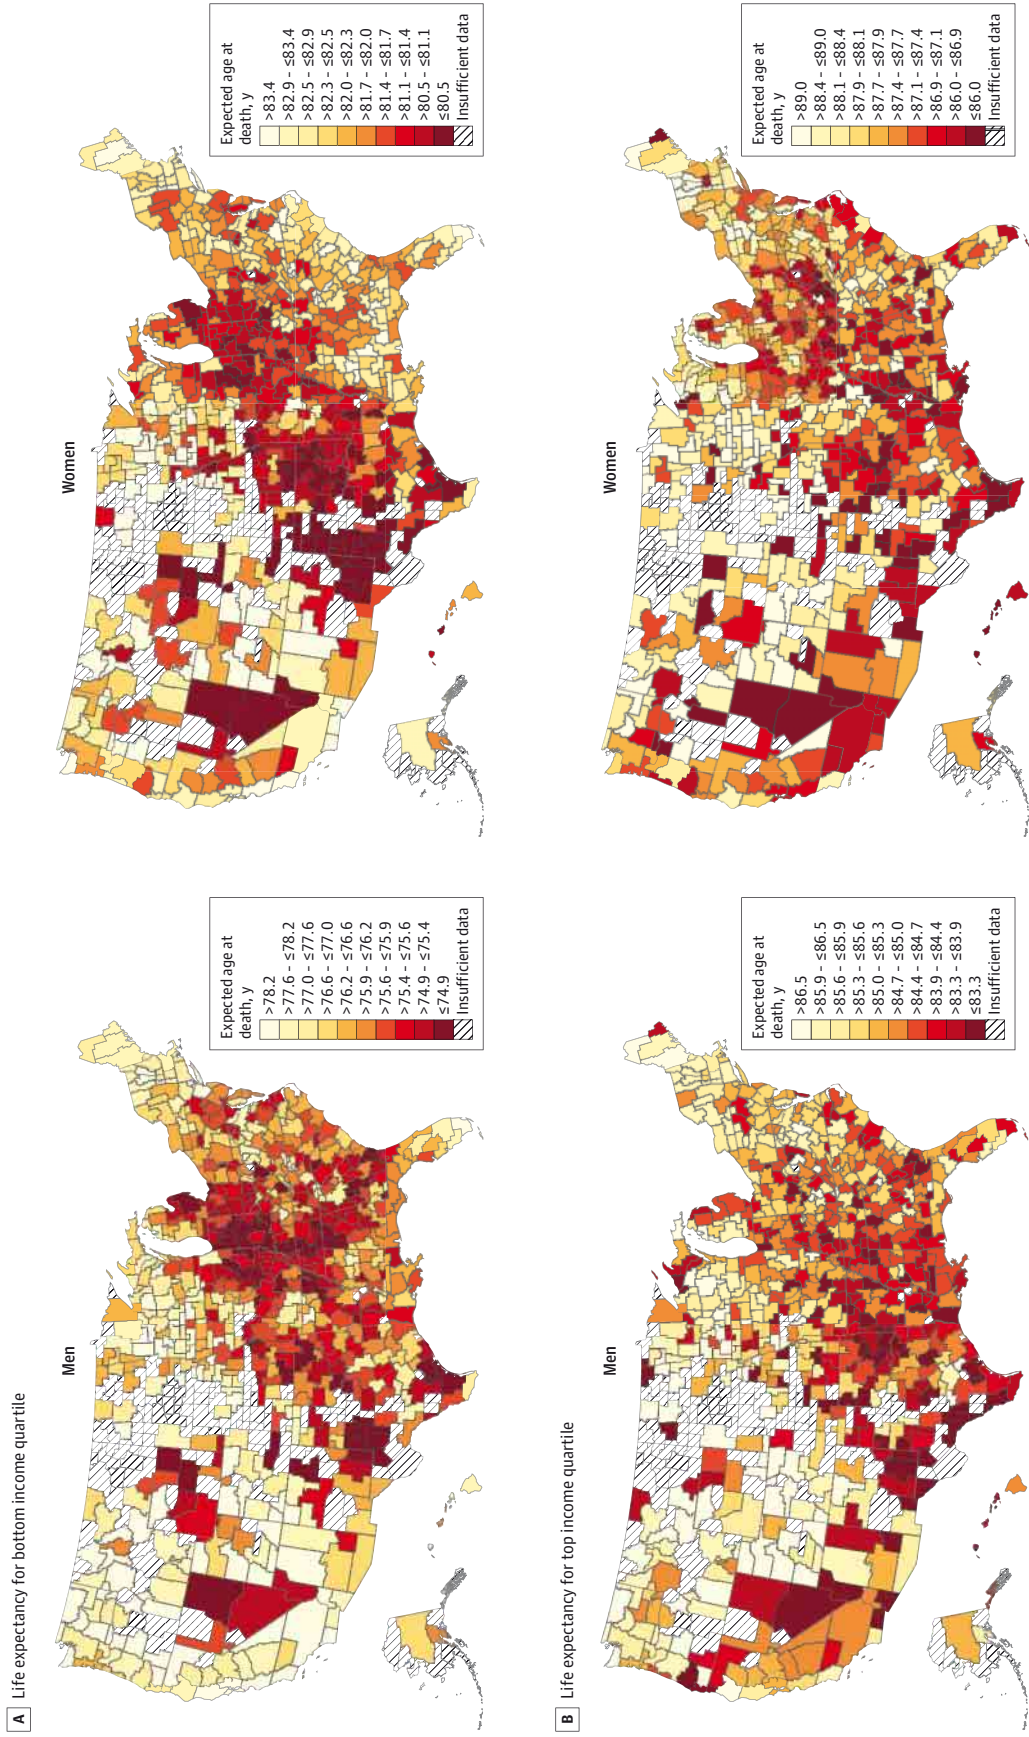 A Life expectancy for bottom income quartile
Men
Expected age at
death, y
>78.2
>77.6 – ≤78.2
>77.0 – ≤77.6
>76.6 – ≤77.0
>76.2 – ≤76.6
>75.9 – ≤76.2
>75.6 – ≤75.9
>75.4 – ≤75.6
>74.9 – ≤75.4
≤74.9
Insufficient data
Women
Expected age at
death, y
>83.4
>82.9 – ≤83.4
>82.5 – ≤82.9
>82.3 – ≤82.5
>82.0 – ≤82.3
>81.7 – ≤82.0
>81.4 – ≤81.7
>81.1 – ≤81.4
>80.5 – ≤81.1
≤80.5
Insufficient data
B Life expectancy for top income quartile
Men
Expected age at
death, y
>86.5
>85.9 – ≤86.5
>85.6 – ≤85.9
>85.3 – ≤85.6
>85.0 – ≤85.3
>84.7 – ≤85.0
>84.4 – ≤84.7
>83.9 – ≤84.4
>83.3 – ≤83.9
≤83.3
Insufficient data
Women
Expected age at
death, y
>89.0
>88.4 – ≤89.0
>88.1 – ≤88.4
>87.9 – ≤88.1
>87.7 – ≤87.9
>87.4 – ≤87.7
>87.1 – ≤87.4
>86.9 – ≤87.1
>86.0 – ≤86.9
≤86.0
Insufficient data